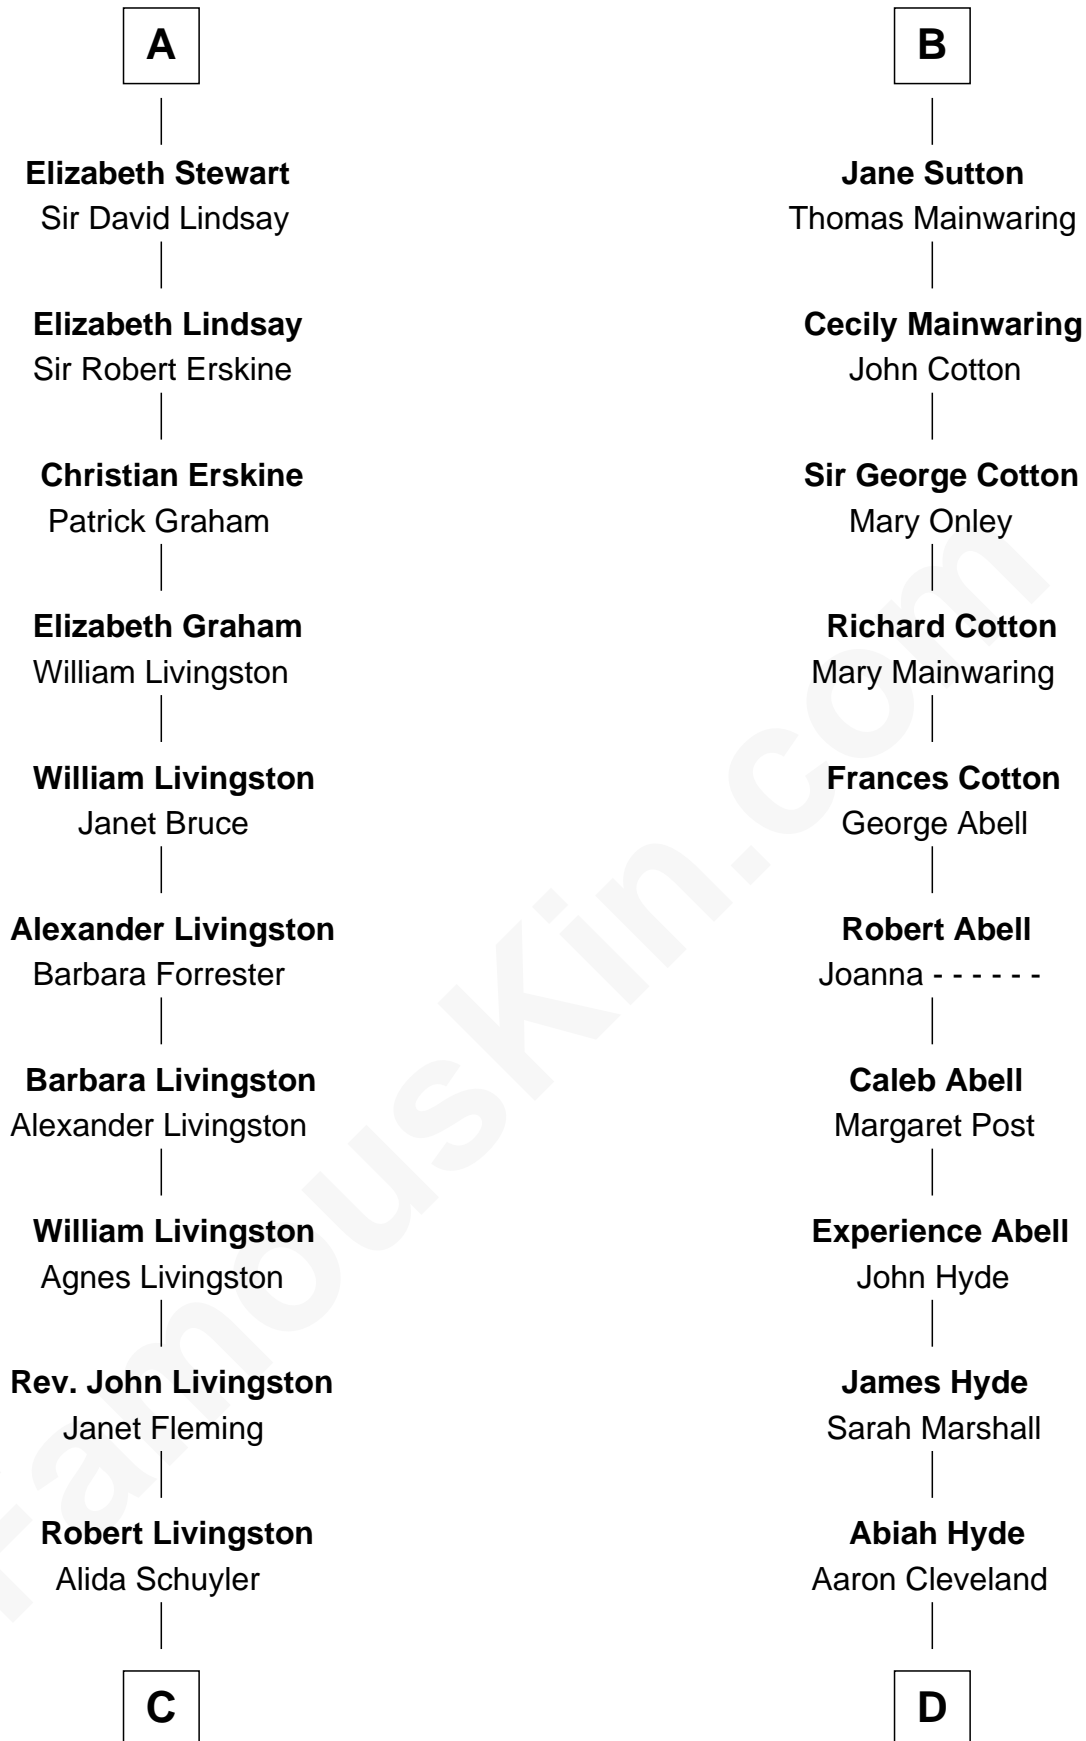 A
Elizabeth Stewart
Sir David Lindsay
Elizabeth Lindsay
Sir Robert Erskine
Christian Erskine
Patrick Graham
Elizabeth Graham
William Livingston
William Livingston
Janet Bruce
Alexander Livingston
Barbara Forrester
Barbara Livingston
Alexander Livingston
William Livingston
Agnes Livingston
Rev. John Livingston
Janet Fleming
Robert Livingston
Alida Schuyler
C
B
Jane Sutton
Thomas Mainwaring
Cecily Mainwaring
John Cotton
Sir George Cotton
Mary Onley
Richard Cotton
Mary Mainwaring
Frances Cotton
George Abell
Robert Abell
Joanna - - - - - -
Caleb Abell
Margaret Post
Experience Abell
John Hyde
James Hyde
Sarah Marshall
Abiah Hyde
Aaron Cleveland
D
FamousKin.com